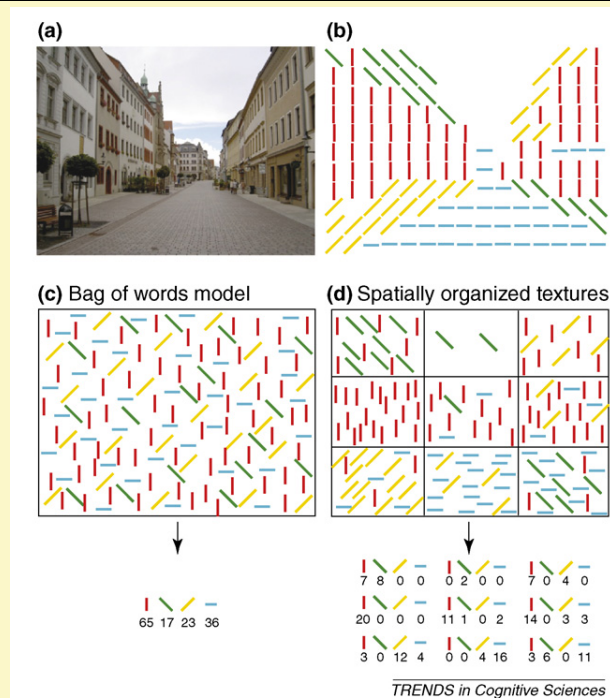 (a)
(b)
(c) Bag of words model
(d) Spatially organized textures
65 17 23 36
7 8 0 0
0 2 0 0
7 0 4 0
20 0 0 0
11 1 0 2
14 0 3 3
3 0 12 4
0 0 4 16
3 6 0 11
TRENDS in Cognitive Sciences